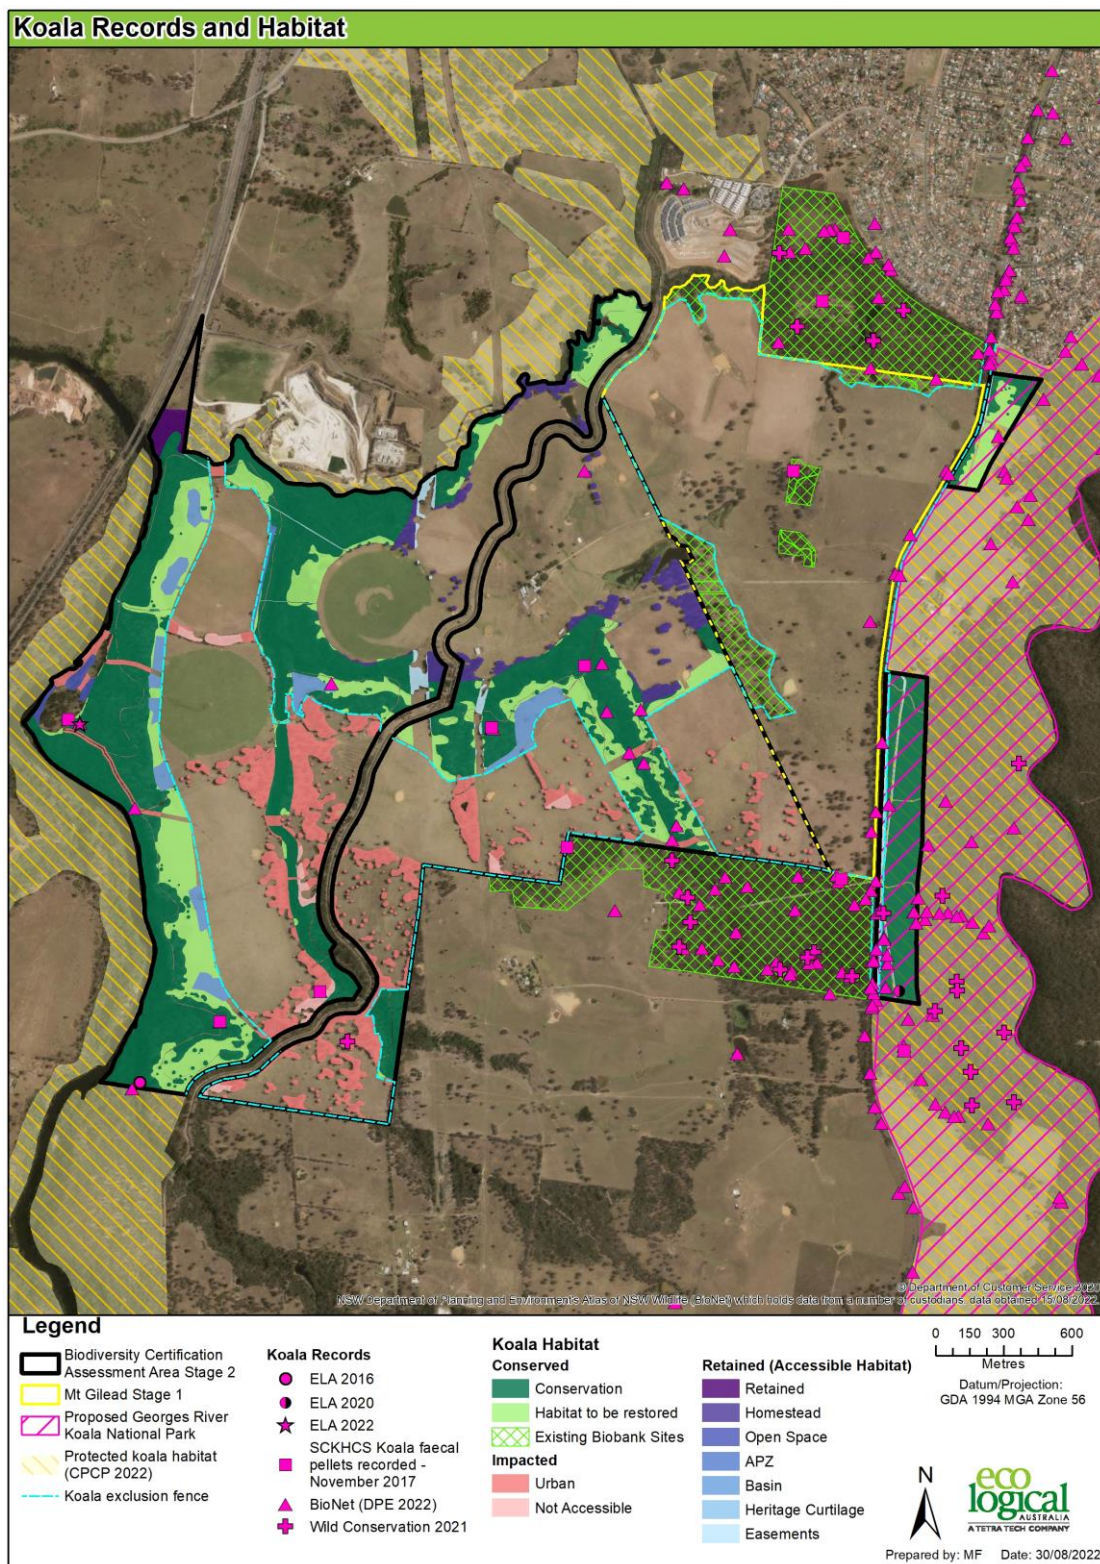 Koala Records and Habitat
© Department of Customer Service 2020
NSW Department of Planning and Environment's Atlas of NSW Wildlife (BioNet) which holds data from a number of custodians. data obtained 15/08/2022.
Legend
Biodiversity Certification
Assessment Area Stage 2
Mt Gilead Stage 1
Proposed Georges River
Koala National Park
Protected koala habitat
(CPCP 2022)
Koala exclusion fence
Koala Records
ELA 2016
ELA 2020
ELA 2022
SCKHCS Koala faecal
pellets recorded -
November 2017
BioNet (DPE 2022)
Wild Conservation 2021
Koala Habitat
Conserved
Conservation
Habitat to be restored
Existing Biobank Sites
Impacted
Urban
Not Accessible
Retained (Accessible Habitat)
Retained
Homestead
Open Space
APZ
Basin
Heritage Curtilage
Easements
0 150 300 600
Metres
Datum/Projection:
GDA 1994 MGA Zone 56
N
eco
logical
AUSTRALIA
A TETRA TECH COMPANY
Prepared by: MF Date: 30/08/2022